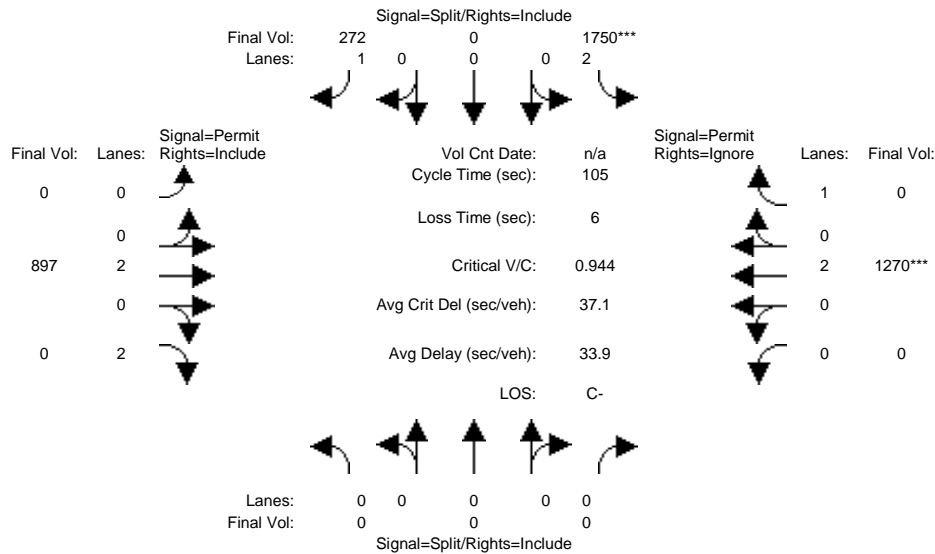 Signal=Split/Rights=Include
Final Vol: 272 0 1750***
Lanes: 1 0 0 0 2
Signal=Permit
Final Vol: Lanes: Rights=Include
Vol Cnt Date: n/a
Signal=Permit
Rights=Ignore Lanes: Final Vol:
Cycle Time (sec): 105
0 0
1 0
Loss Time (sec): 6
0
0
897 2
Critical V/C: 0.944
2 1270***
0
Avg Crit Del (sec/veh): 37.1
0
0 2
Avg Delay (sec/veh): 33.9
0 0
LOS: C-
Lanes: 0 0 0 0 0
Final Vol: 0 0 0
Signal=Split/Rights=Include